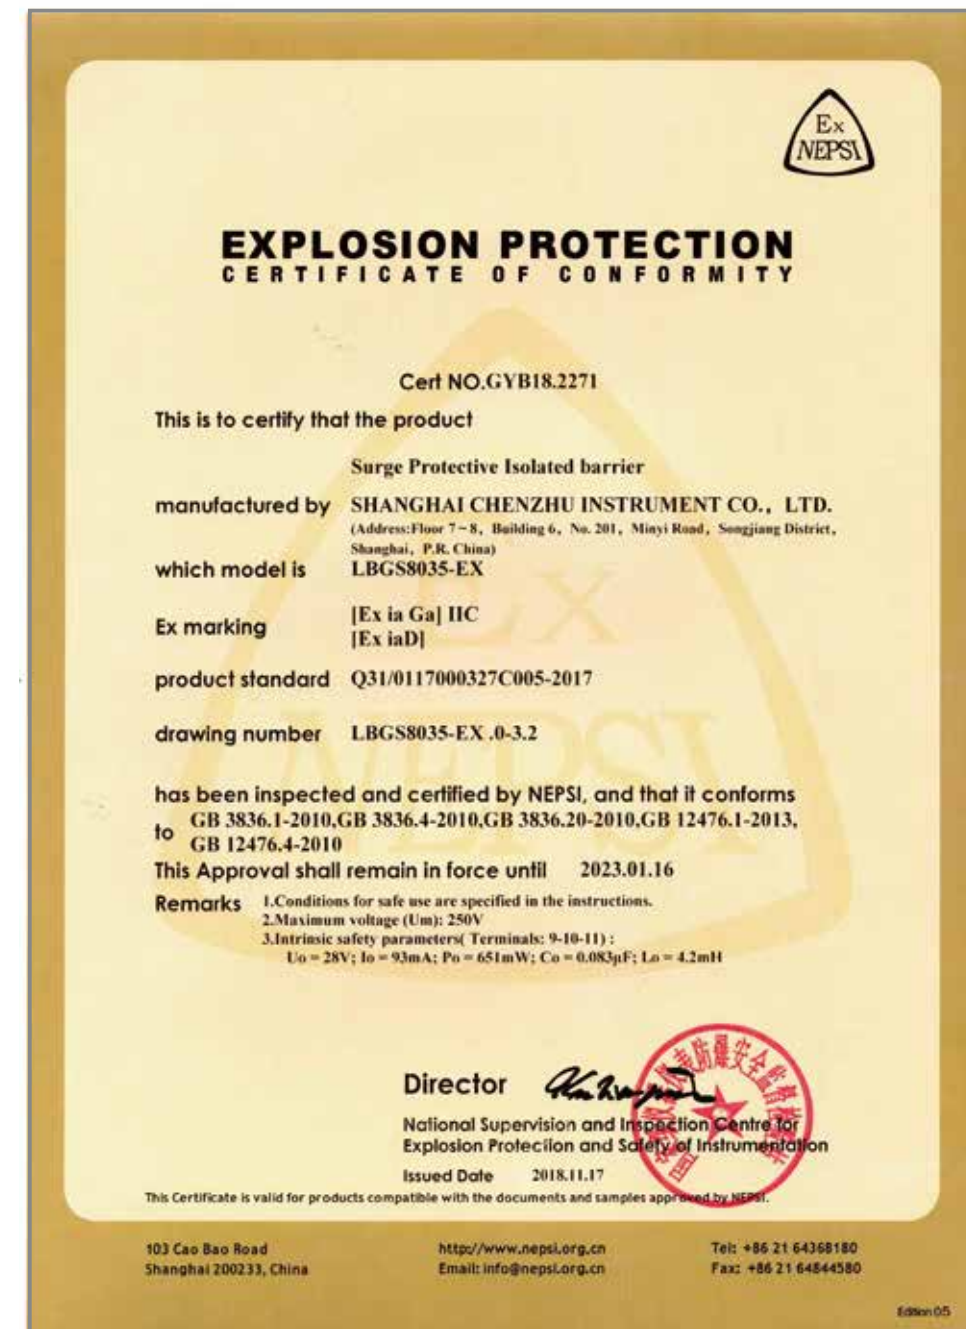 Ex
NEPSI
EXPLOSION PROTECTION
CERTIFICATE OF CONFORMITY
Cert NO.GYB18.2271
This is to certify that the product
Surge Protective Isolated barrier
manufactured by SHANGHAI CHENZHU INSTRUMENT CO., LTD.
(Address:Floor 7~8, Building 6, No. 201, Minyi Road, Songjiang District,
Shanghai, P.R. China)
which model is LBGS8035-EX
Ex marking [Ex ia Ga] IIC
[Ex iaD]
product standard Q31/0117000327C005-2017
drawing number LBGS8035-EX .0-3.2
has been inspected and certified by NEPSI, and that it conforms
to GB 3836.1-2010,GB 3836.4-2010,GB 3836.20-2010,GB 12476.1-2013,
GB 12476.4-2010
This Approval shall remain in force until 2023.01.16
Remarks 1.Conditions for safe use are specified in the instructions.
2.Maximum voltage (Um): 250V
3.Intrinsic safety parameters( Terminals: 9-10-11) :
Uo = 28V; Io = 93mA; Po = 651mW; Co = 0.083μF; Lo = 4.2mH
Ex
NEPSI
Director
表防爆安全監督
National Supervision and Inspection Centre for
Explosion Protection and Safety of Instrumentation
Issued Date 2018.11.17
This Certificate is valid for products compatible with the documents and samples approved by NEPSI.
103 Cao Bao Road
Shanghai 200233, China
http://www.nepsi.org.cn
Email: info@nepsi.org.cn
Tel: +86 21 64368180
Fax: +86 21 64844580
Edition 05